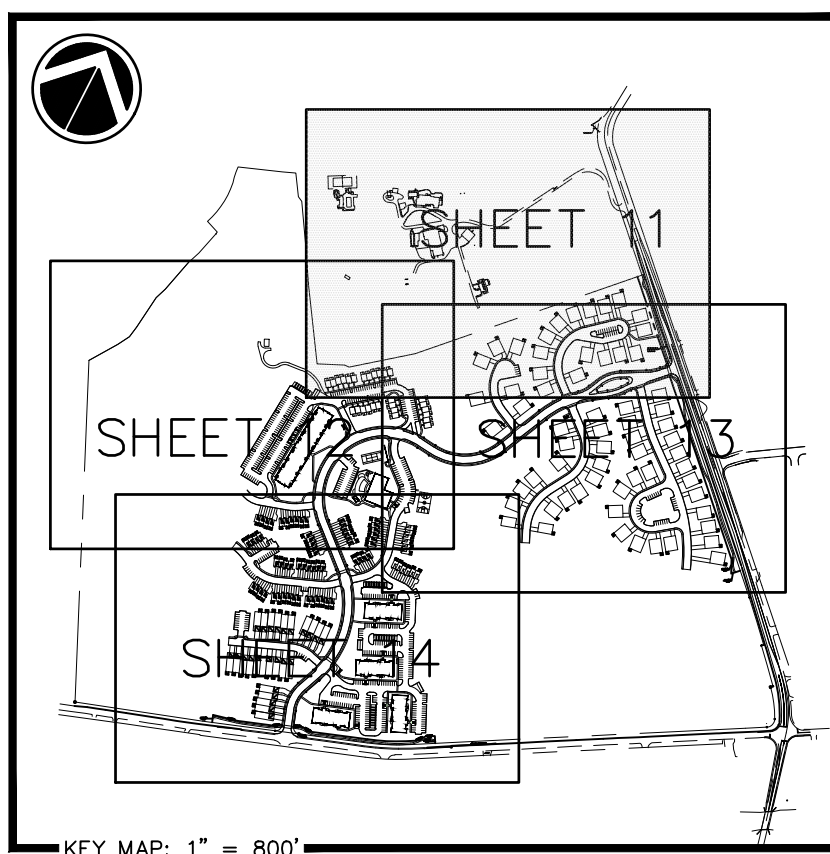 SHEET 11
SHEET 12
SHEET 13
SHEET 14
KEY MAP: 1" = 800'